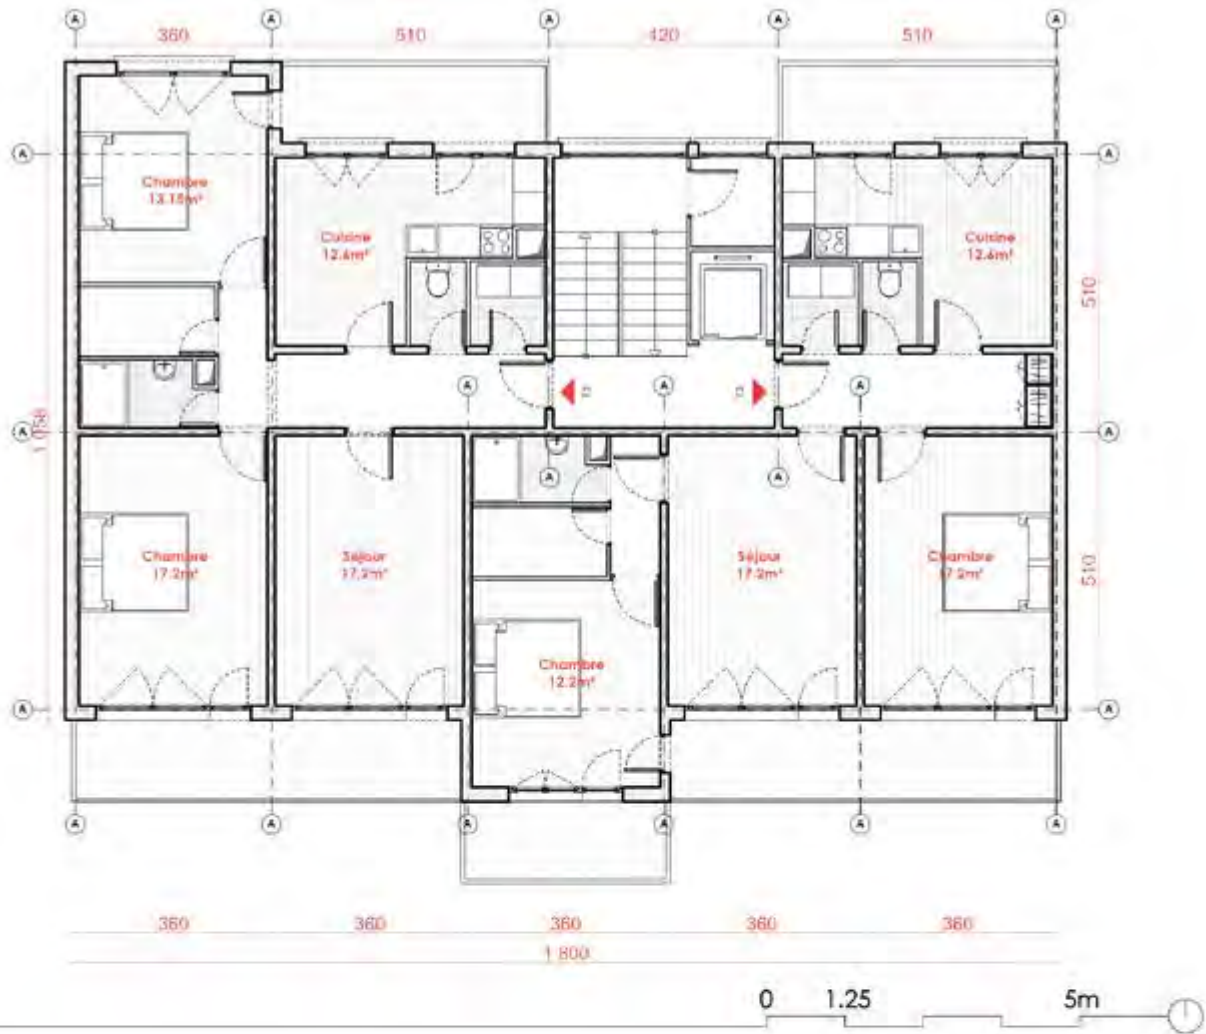 A A A A A
360 510 420 510
A A
Chambre
13.15m²
Cuisine
12.6m²
Cuisine
12.6m²
510
A A A
1 056
A A
A A
Chambre
17.2m²
Séjour
17.2m²
Séjour
17.2m²
Chambre
17.2m²
510
Chambre
12.2m²
A A
A A A A A A
360 360 360 360 360
1 800
0 1.25 5m